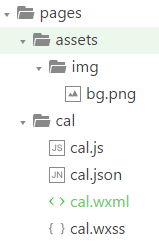 pages
assets
img
bg.png
cal
JS cal.js
JN cal.json
< > cal.wxml
{ } cal.wxss